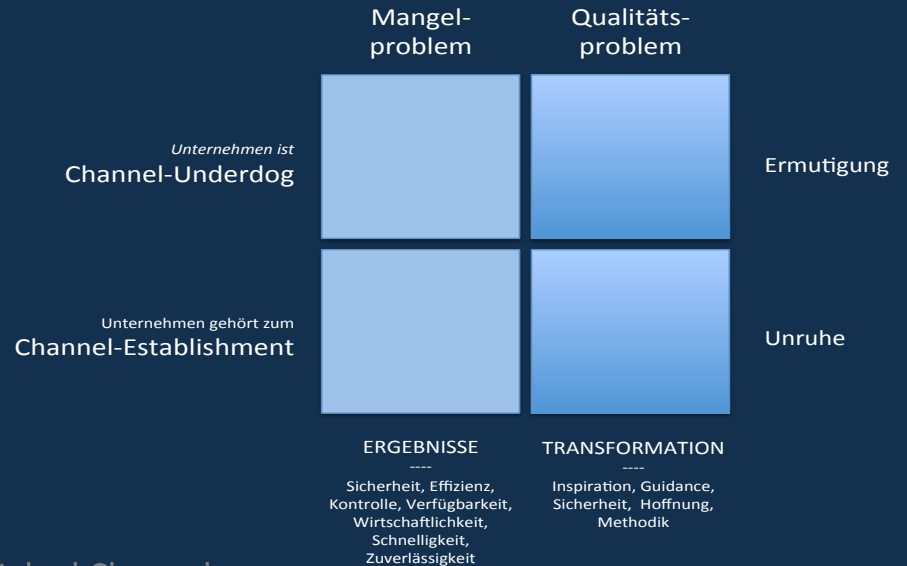 Mangel-
problem
Qualitäts-
problem
Unternehmen ist
Channel-Underdog
Ermutigung
Unternehmen gehört zum
Channel-Establishment
Unruhe
ERGEBNISSE
----
Sicherheit, Effizienz,
Kontrolle, Verfügbarkeit,
Wirtschaftlichkeit,
Schnelligkeit,
Zuverlässigkeit
TRANSFORMATION
----
Inspiration, Guidance,
Sicherheit, Hoffnung,
Methodik